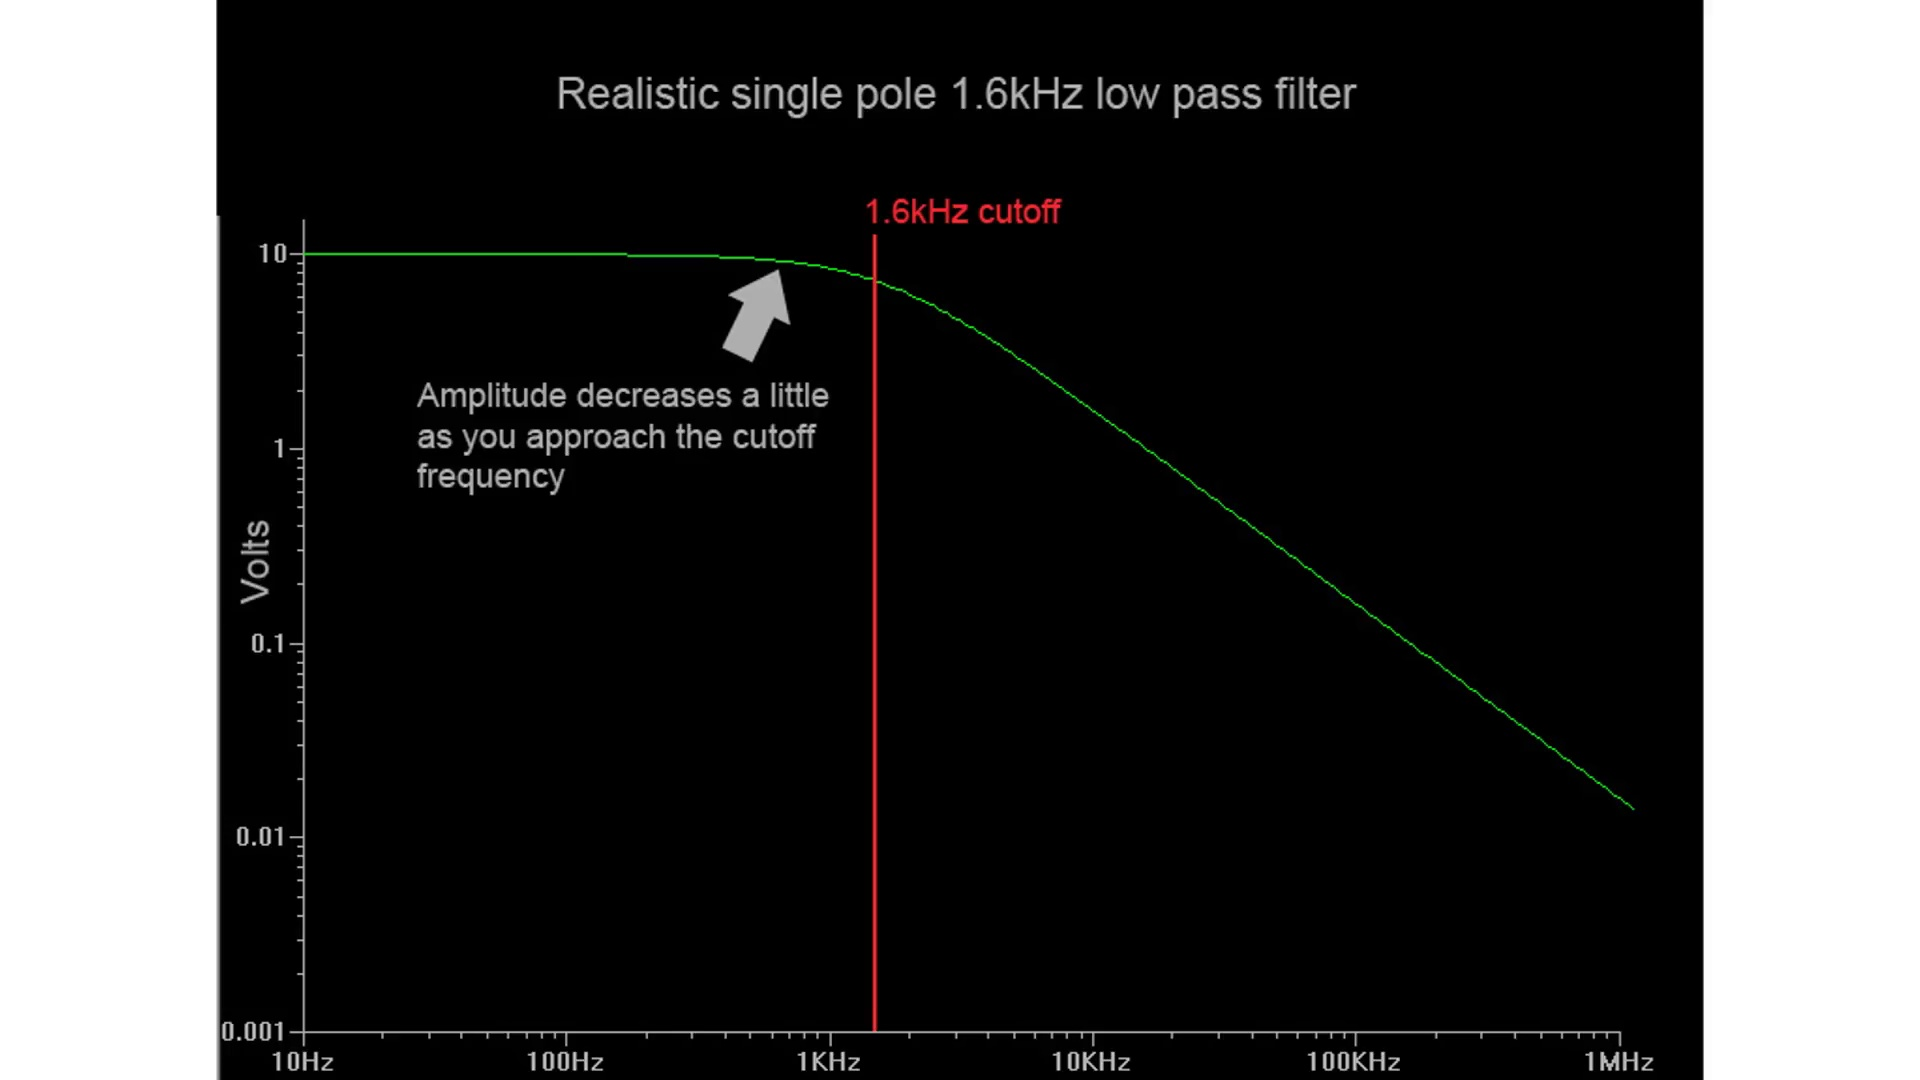 Realistic single pole 1.6kHz low pass filter
1.6kHz cutoff
10
Amplitude decreases a little
as you approach the cutoff
frequency
1
Volts
0.1
0.01
0.001
10Hz 100Hz 1KHz 10KHz 100KHz 1MHz